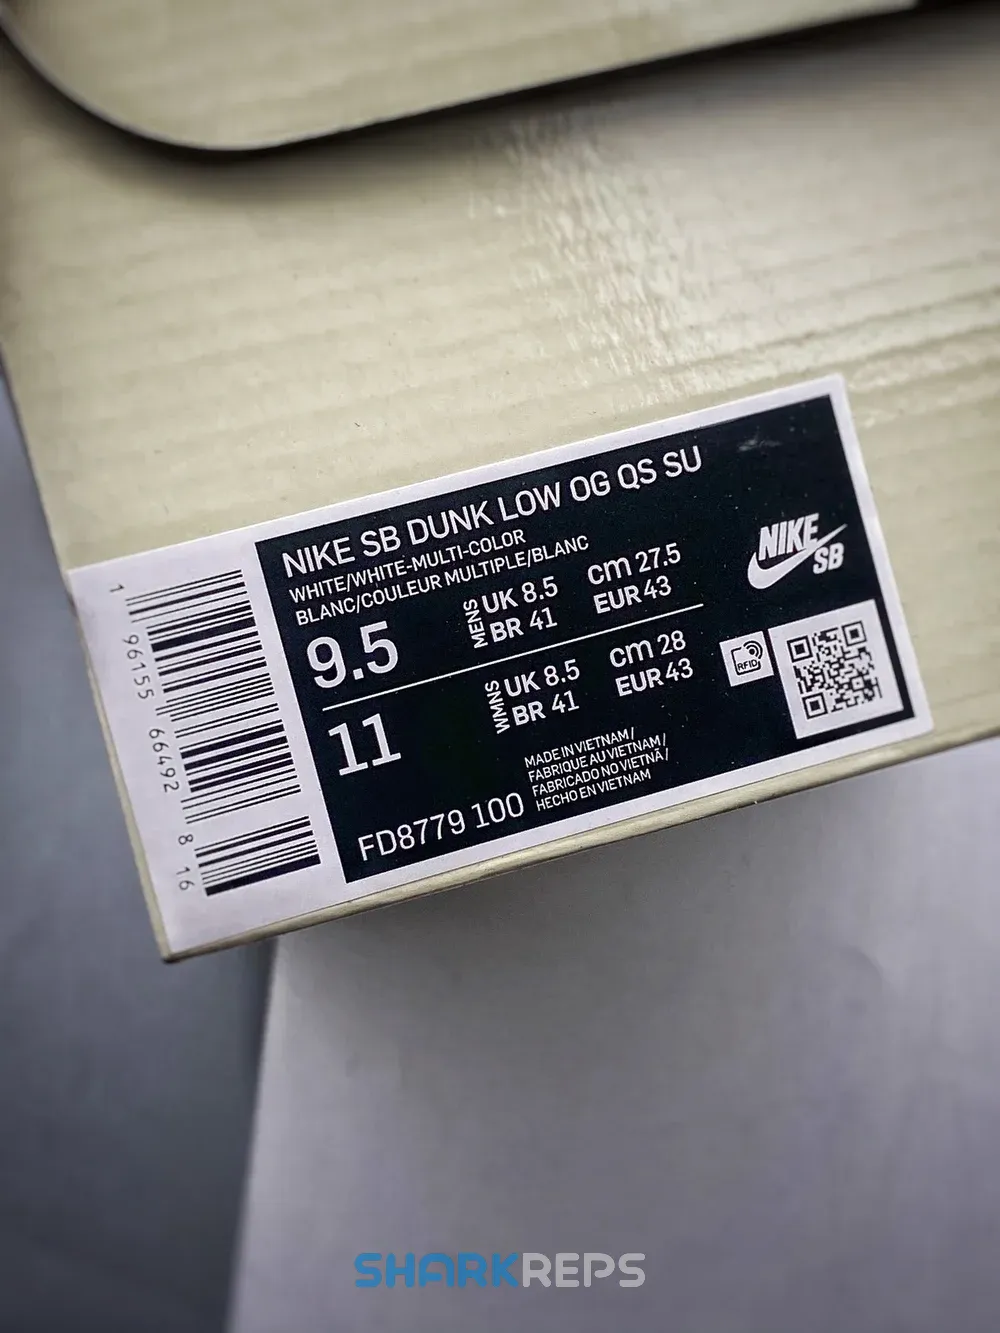 NIKE SB DUNK LOW OG QS SU
WHITE/WHITE-MULTI-COLOR
BLANC/COULEUR MULTIPLE/BLANC
9.5
MENS
UK 8.5
BR 41
cm 27.5
EUR 43
11
WMNS
UK 8.5
BR 41
cm 28
EUR 43
MADE IN VIETNAM/
FABRIQUE AU VIETNAM/
FABRICADO NO VIETNÃ/
HECHO EN VIETNAM
FD8779 100
NIKE
SB
RFID
1 96155 66492 8 16
SHARKREPS